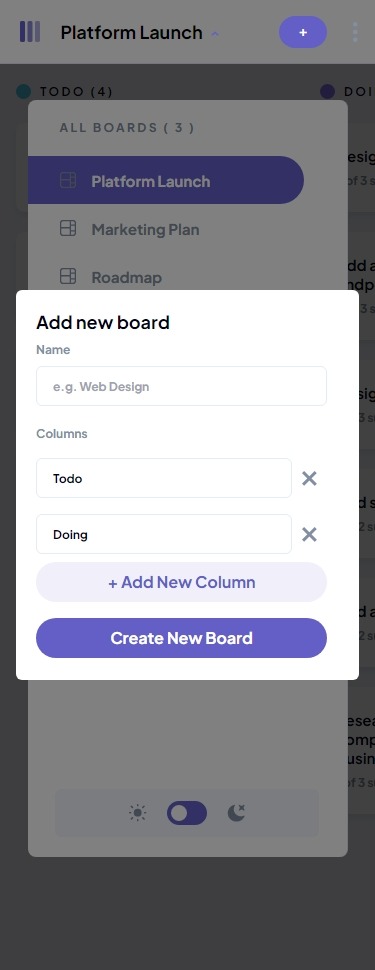 Platform Launch
+
TODO (4)
DOI
ALL BOARDS ( 3 )
Platform Launch
Marketing Plan
Roadmap
Add new board
Name
e.g. Web Design
Columns
Todo
Doing
+ Add New Column
Create New Board